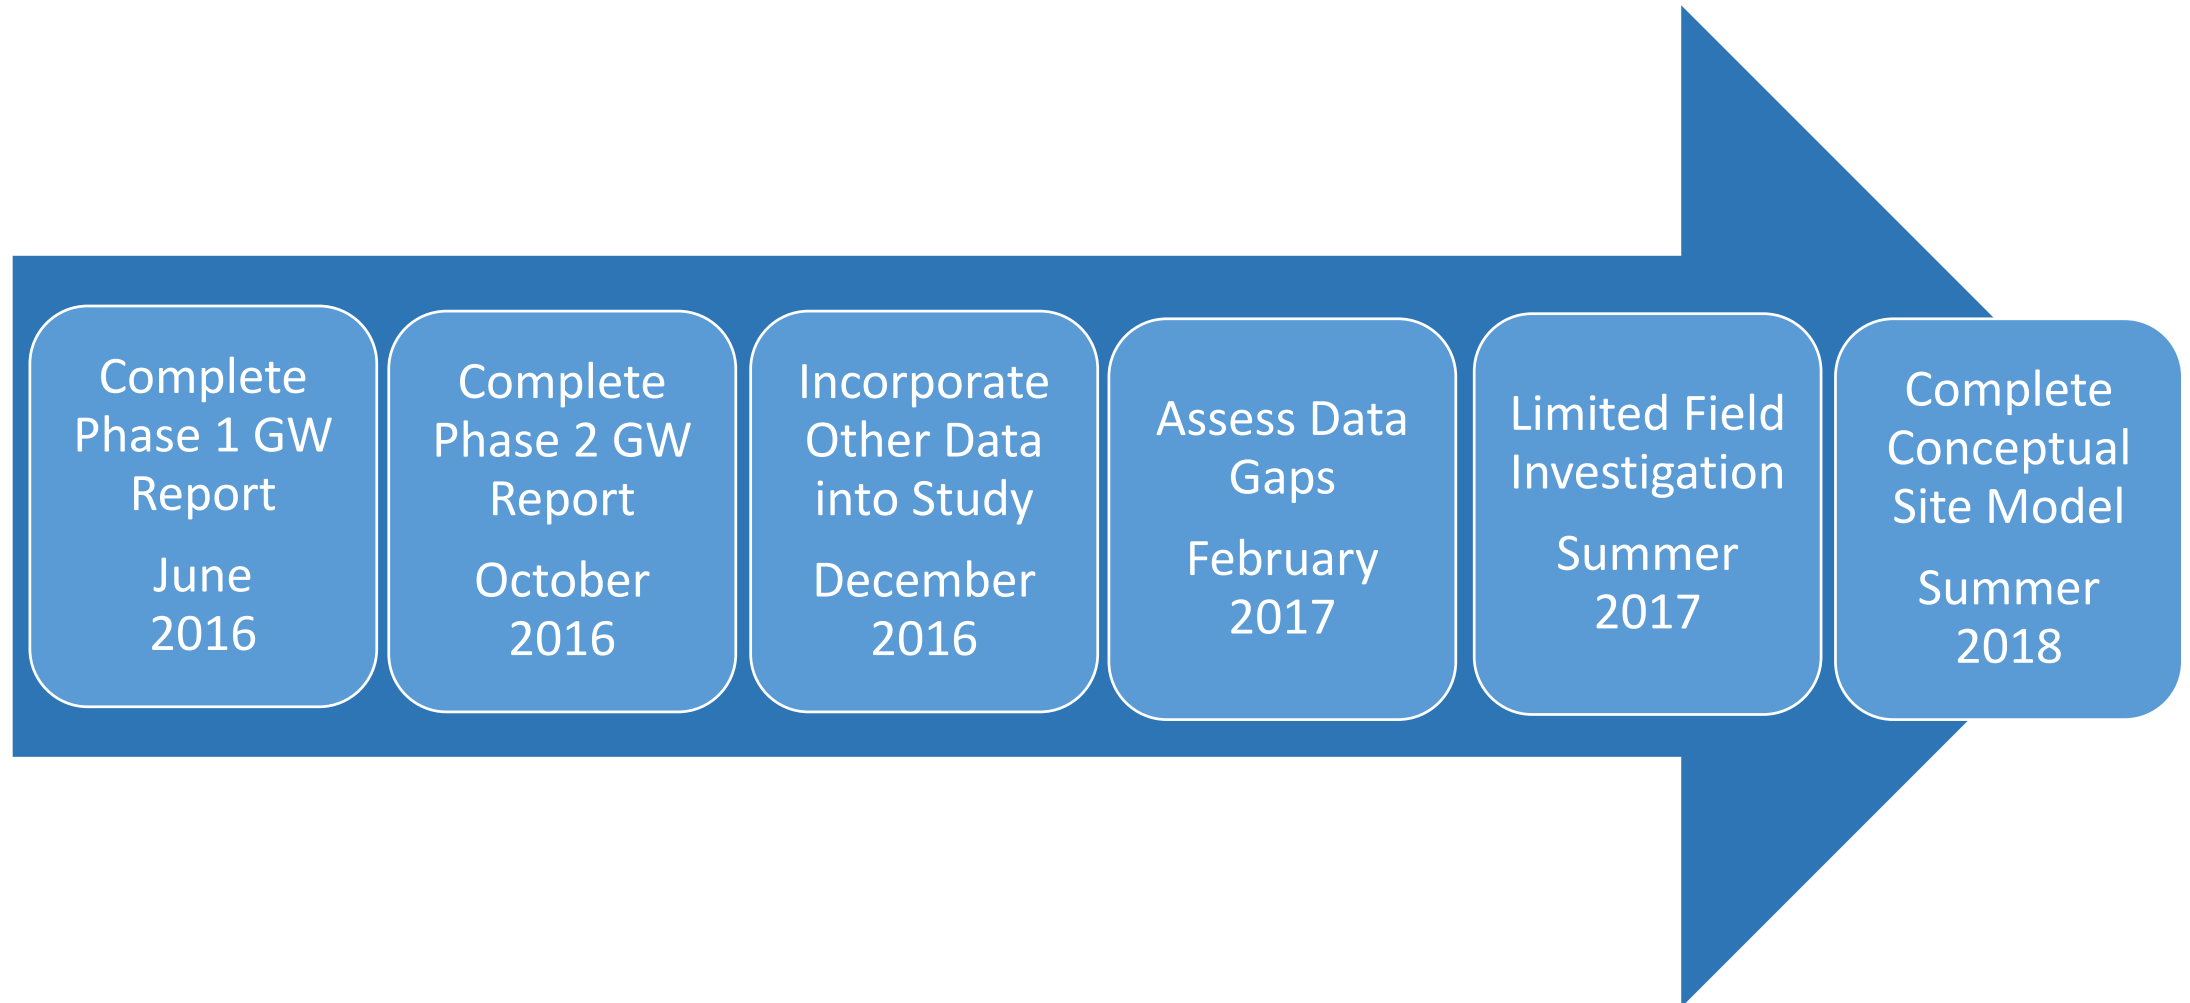 Complete
Phase 1 GW
Report
June
2016
Complete
Phase 2 GW
Report
October
2016
Incorporate
Other Data
into Study
December
2016
Assess Data
Gaps
February
2017
Limited Field
Investigation
Summer
2017
Complete
Conceptual
Site Model
Summer
2018